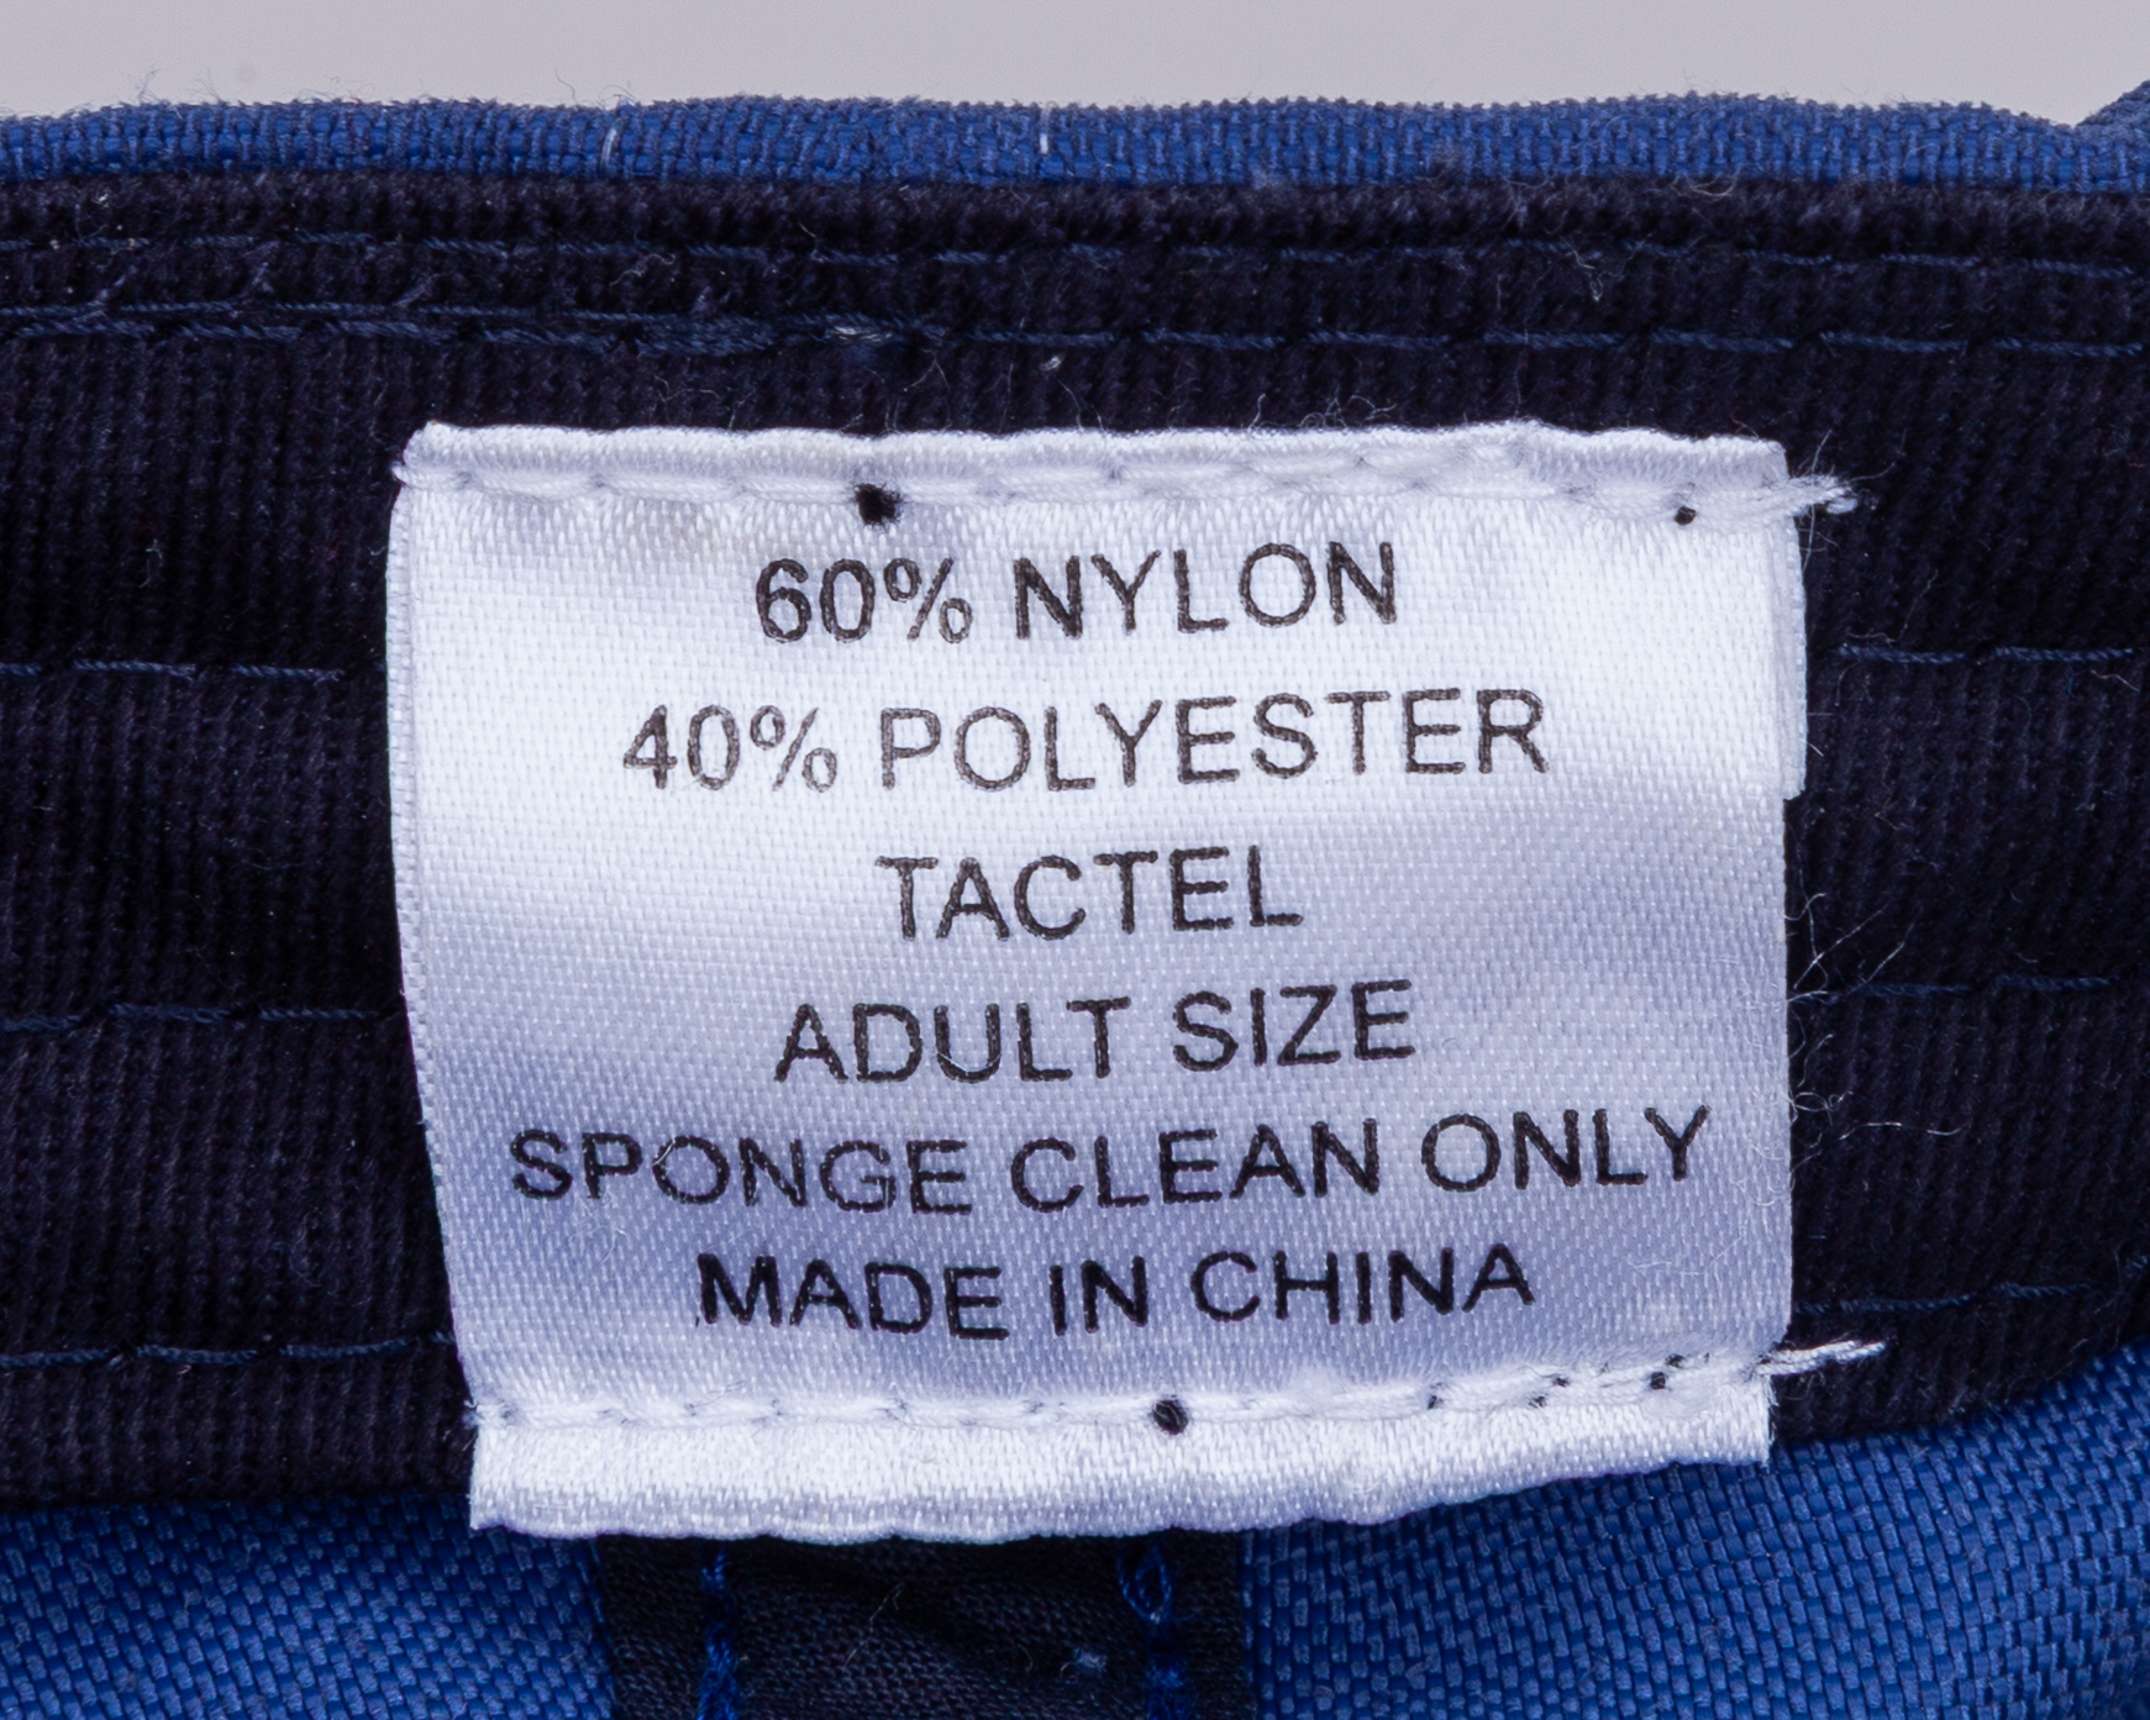 60% NYLON
40% POLYESTER
TACTEL
ADULT SIZE
SPONGE CLEAN ONLY
MADE IN CHINA